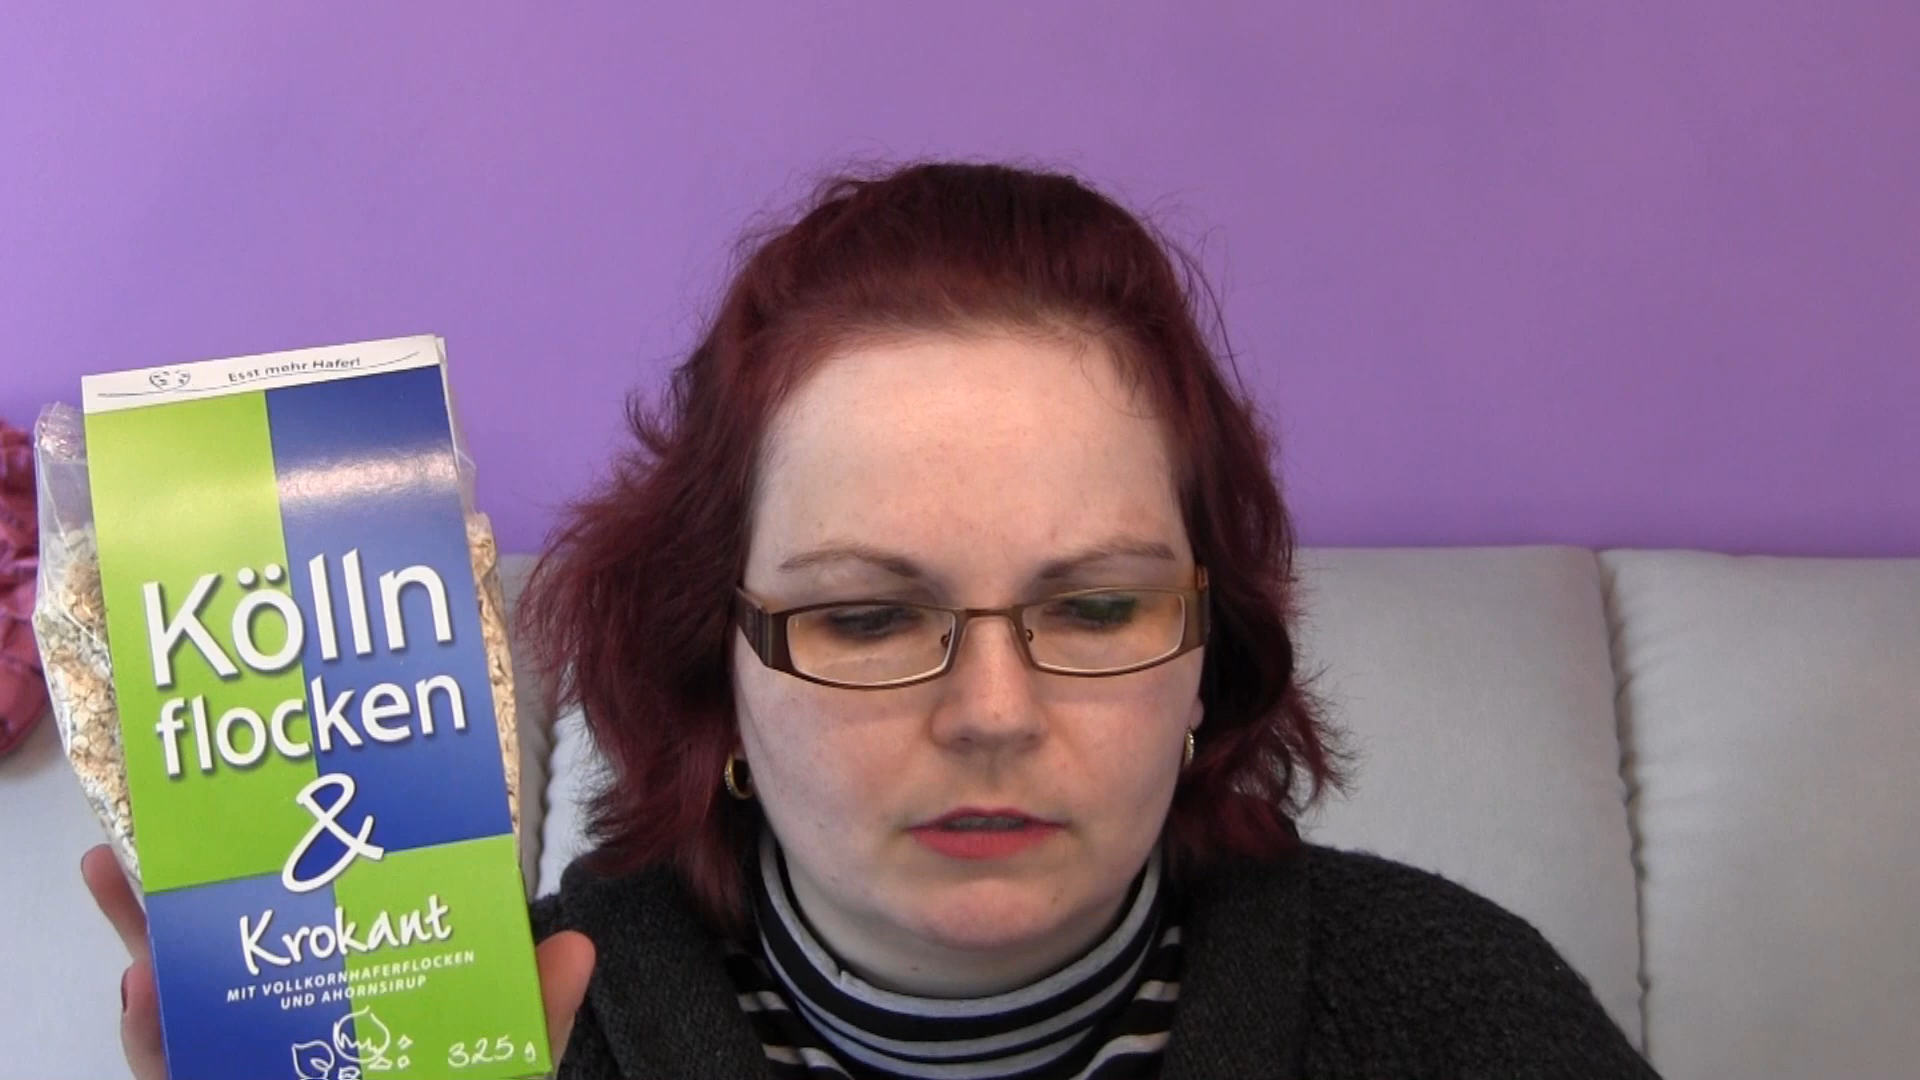 Esst mehr Hafer!
Kölln
flocken
&
Krokant
MIT VOLLKORNHAFERFLOCKEN
UND AHORNSIRUP
325 g